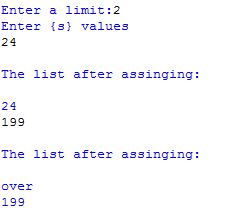 Enter a limit:2
Enter {s} values
24
The list after assinging:
24
199
The list after assinging:
over
199